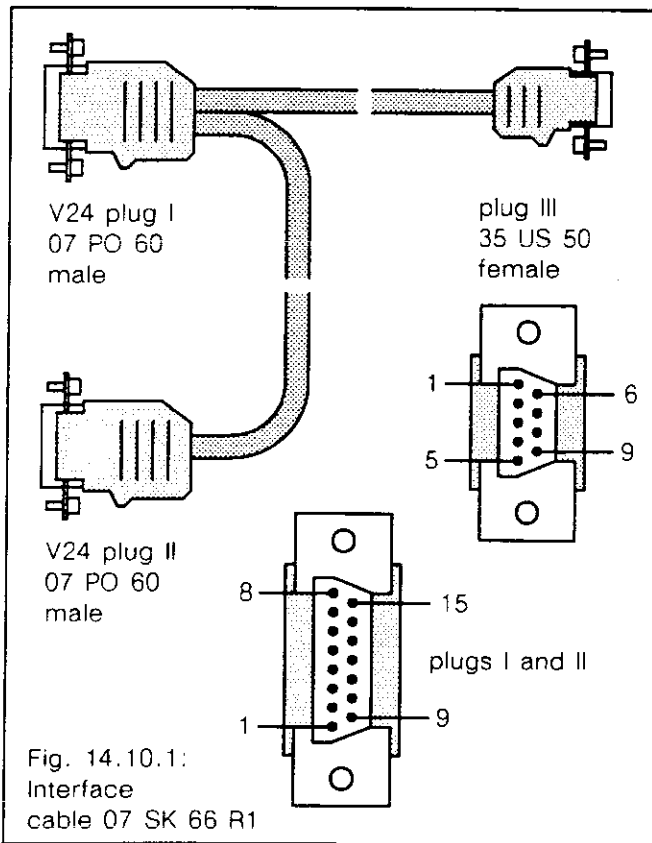 V24 plug I
07 PO 60
male
plug III
35 US 50
female
1
6
5
9
V24 plug II
07 PO 60
male
8
15
plugs I and II
1
9
Fig. 14.10.1:
Interface
cable 07 SK 66 R1